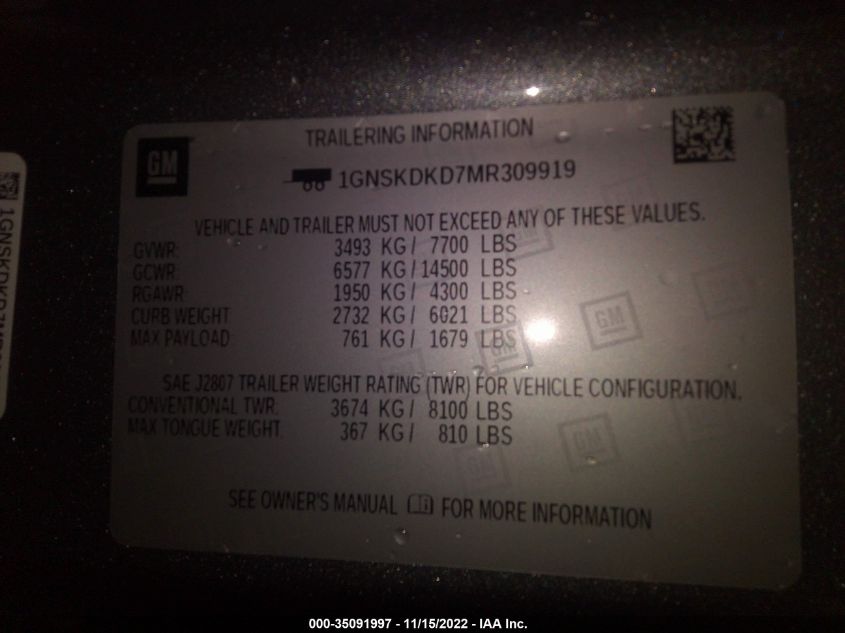 GM
TRAILERING INFORMATION
1GNSKDKD7MR309919
VEHICLE AND TRAILER MUST NOT EXCEED ANY OF THESE VALUES.
GVWR: 3493 KG/ 7700 LBS
GCWR: 6577 KG/14500 LBS
RGAWR: 1950 KG/ 4300 LBS
CURB WEIGHT: 2732 KG/ 6021 LBS
MAX PAYLOAD: 761 KG/ 1679 LBS
GM
GM
SAE J2807 TRAILER WEIGHT RATING (TWR) FOR VEHICLE CONFIGURATION.
CONVENTIONAL TWR: 3674 KG/ 8100 LBS
MAX TONGUE WEIGHT: 367 KG/ 810 LBS
GM
SEE OWNER'S MANUAL FOR MORE INFORMATION
000-35091997 - 11/15/2022 - IAA Inc.